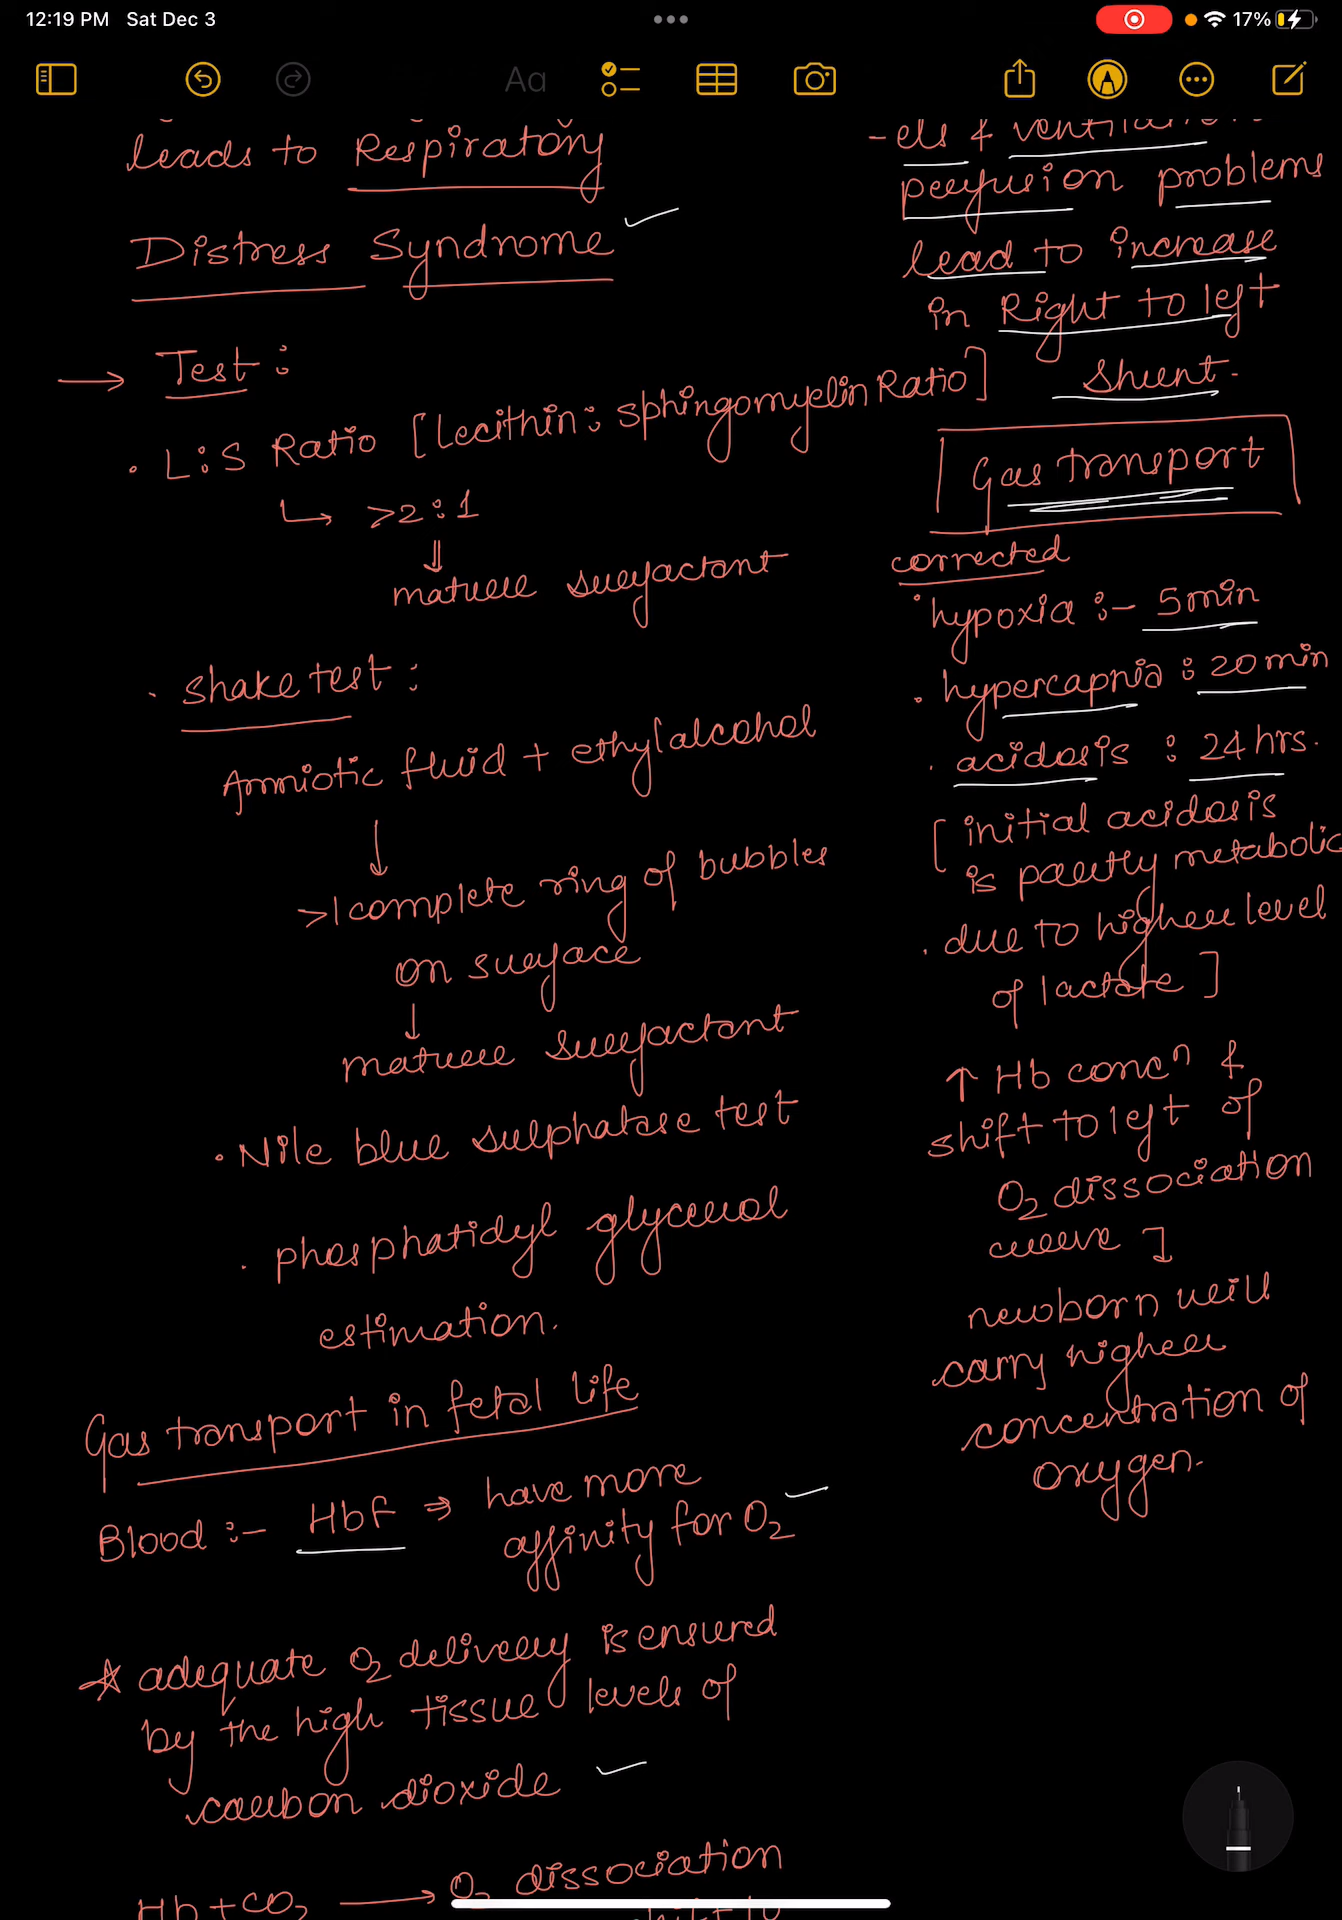 12:19 PM Sat Dec 3
17%
Aa
leads to Respiratory
Distress Syndrome
→ Test :
• L:S Ratio [Lecithin: sphingomyelin Ratio]
↳ >2:1
⇓
mature surfactant
• shake test :
Amniotic fluid + ethyl alcohol
↓
>1 complete ring of bubbles
on surface
↓
mature surfactant
• Nile blue sulphatase test
• phosphatidyl glycerol
estimation.
Gas transport in fetal life
Blood :- HbF ⇒ have more
affinity for O₂
☆ adequate O₂ delivery is ensured
by the high tissue levels of
carbon dioxide
Hb+CO₂ → O₂ dissociation
-els & ventilation
perfusion problems
lead to increase
in Right to left
Shunt.
Gas transport
corrected
• hypoxia :- 5min
• hypercapnia : 20 min
• acidosis : 24 hrs.
[ initial acidosis
is partly metabolic
• due to higher level
of lactate ]
↑ Hb concⁿ &
shift to left of
O₂ dissociation
curve ]
newborn will
carry higher
concentration of
oxygen.